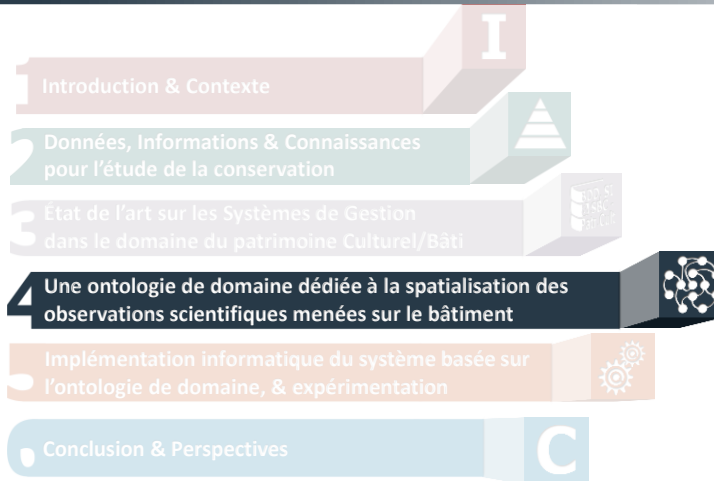 I
1
Introduction & Contexte
2
Données, Informations & Connaissances
pour l'étude de la conservation
3
État de l'art sur les Systèmes de Gestion
dans le domaine du patrimoine Culturel/Bâti
4
Une ontologie de domaine dédiée à la spatialisation des
observations scientifiques menées sur le bâtiment
Implémentation informatique du système basée sur
l'ontologie de domaine, & expérimentation
Conclusion & Perspectives
C